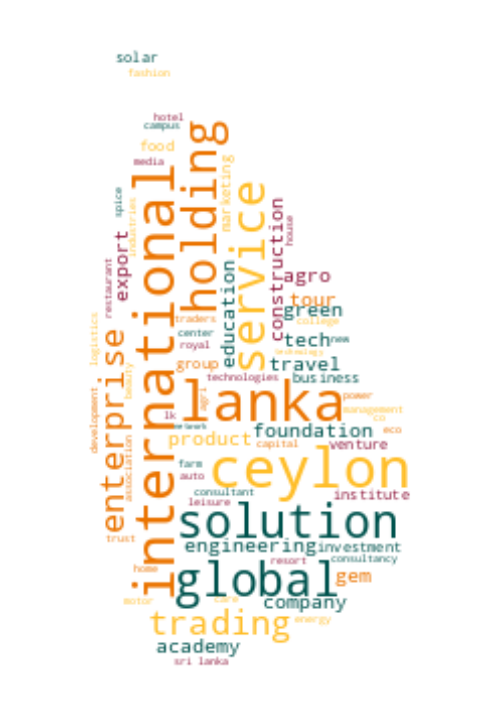 solar
fashion
hotel
campus
holding
food
media
international
marketing
service
spice
industries
construction
house
export
restaurant
education
agro
tour
green
college
logistics
enterprise
traders
center
royal
tech
new
technology
group
travel
technologies
business
development
beauty
association
agri
lanka
power
management
co
lk
network
foundation
eco
product
capital
venture
farm
auto
ceylon
consultant
leisure
institute
solution
trust
engineering
investment
resort
consultancy
home
global
gem
motor
care
company
trading
energy
academy
sri lanka